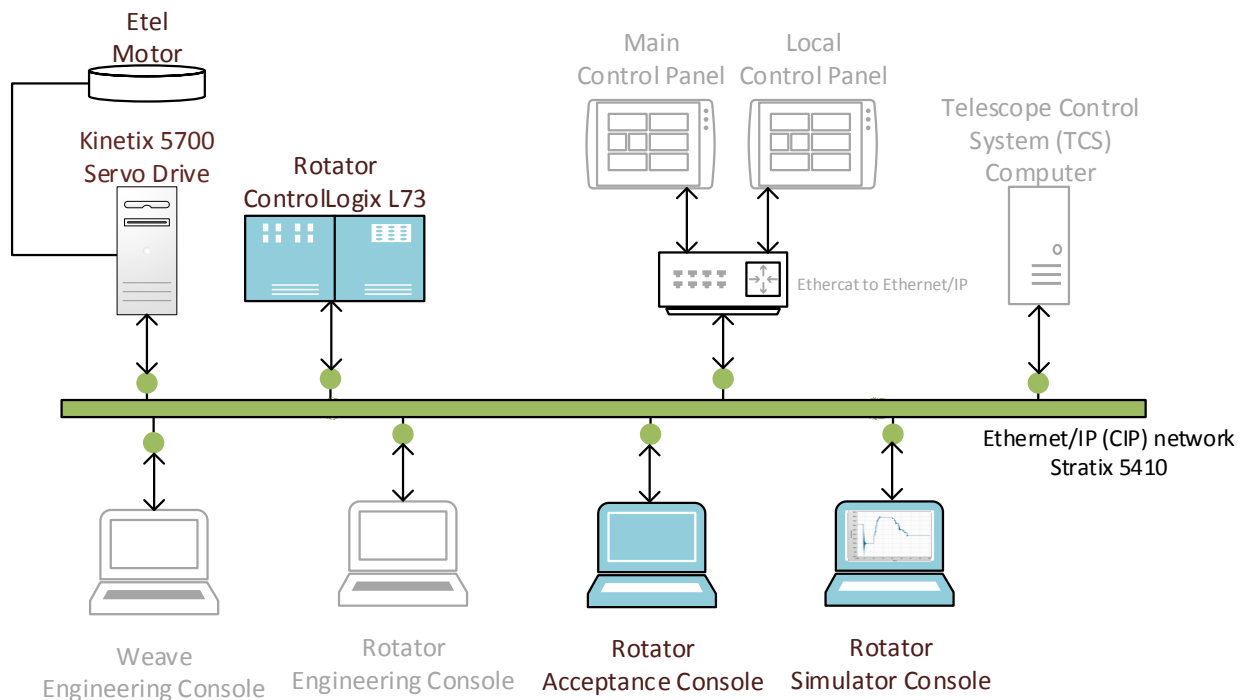 Etel
Motor
Kinetix 5700
Servo Drive
Rotator
ControlLogix L73
Main
Control Panel
Local
Control Panel
Telescope Control
System (TCS)
Computer
Ethercat to Ethernet/IP
Ethernet/IP (CIP) network
Stratix 5410
Weave
Engineering Console
Rotator
Engineering Console
Rotator
Acceptance Console
Rotator
Simulator Console